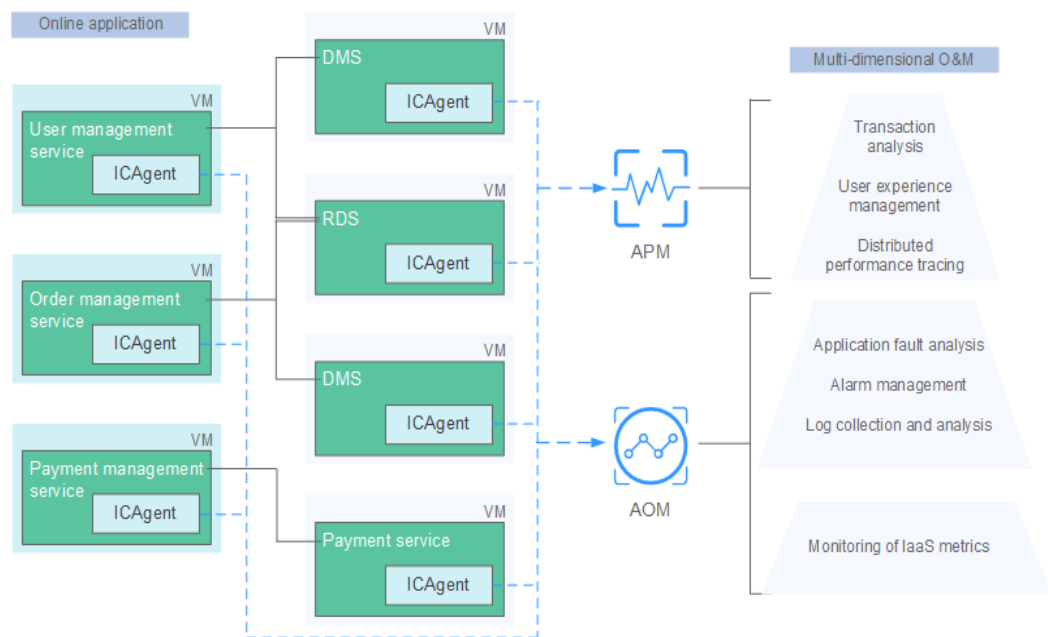 Online application
VM
User management
service
ICAgent
VM
Order management
service
ICAgent
VM
Payment management
service
ICAgent
VM
DMS
ICAgent
VM
RDS
ICAgent
VM
DMS
ICAgent
VM
Payment service
ICAgent
APM
AOM
Multi-dimensional O&M
Transaction
analysis
User experience
management
Distributed
performance tracing
Application fault analysis
Alarm management
Log collection and analysis
Monitoring of IaaS metrics